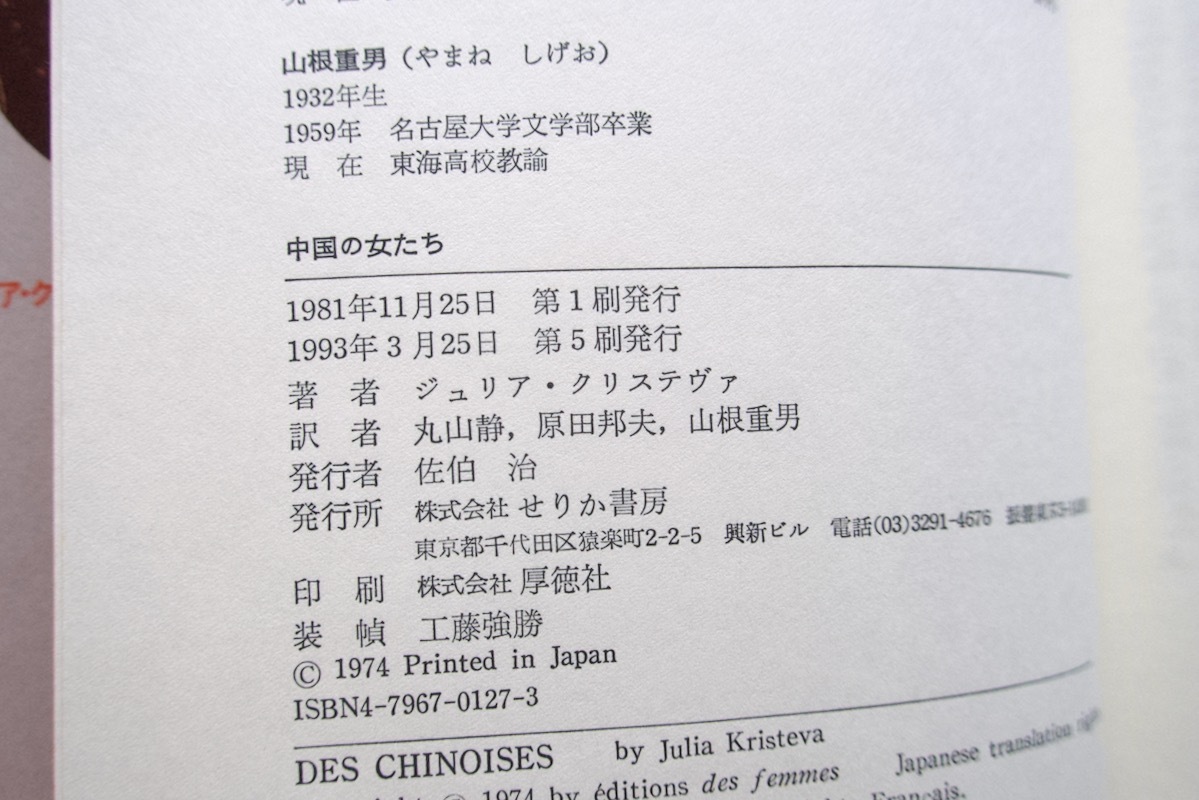 現 在
山根重男（やまね しげお）
1932年生
1959年 名古屋大学文学部卒業
現 在 東海高校教諭
中国の女たち
1981年11月25日 第1刷発行
1993年3月25日 第5刷発行
著 者 ジュリア・クリステヴァ
訳 者 丸山静, 原田邦夫, 山根重男
発行者 佐伯 治
発行所 株式会社 せりか書房
東京都千代田区猿楽町2-2-5 興新ビル 電話(03)3291-4676
印 刷 株式会社 厚徳社
装 幀 工藤強勝
© 1974 Printed in Japan
ISBN4-7967-0127-3
DES CHINOISES by Julia Kristeva
© 1974 by éditions des femmes Japanese translation
Français.
ア・ク